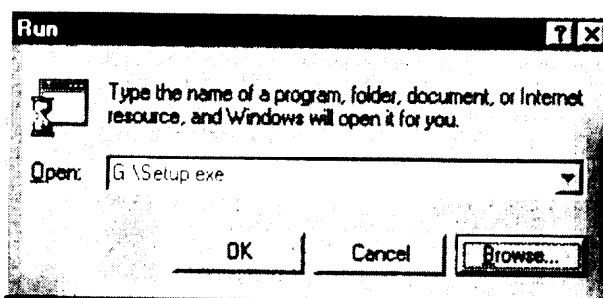 Run
Type the name of a program, folder, document, or Internet
resource, and Windows will open it for you.
Open: G \Setup exe
OK Cancel Browse...